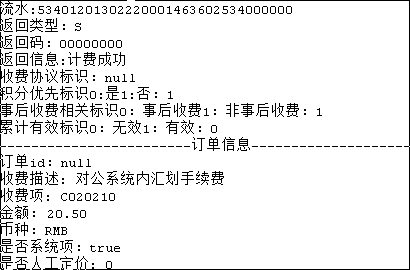 流水:53401201302220001463602534000000
返回类型: S
返回码: 00000000
返回信息:计费成功
收费协议标识: null
积分优先标识0:是1:否: 1
事后收费相关标识0: 事后收费1: 非事后收费: 1
累计有效标识0: 无效1: 有效: 0
------------------------订单信息--------------------
订单id: null
收费描述: 对公系统内汇划手续费
收费项: CO20210
金额: 20.50
币种: RMB
是否系统项: true
是否人工定价: 0